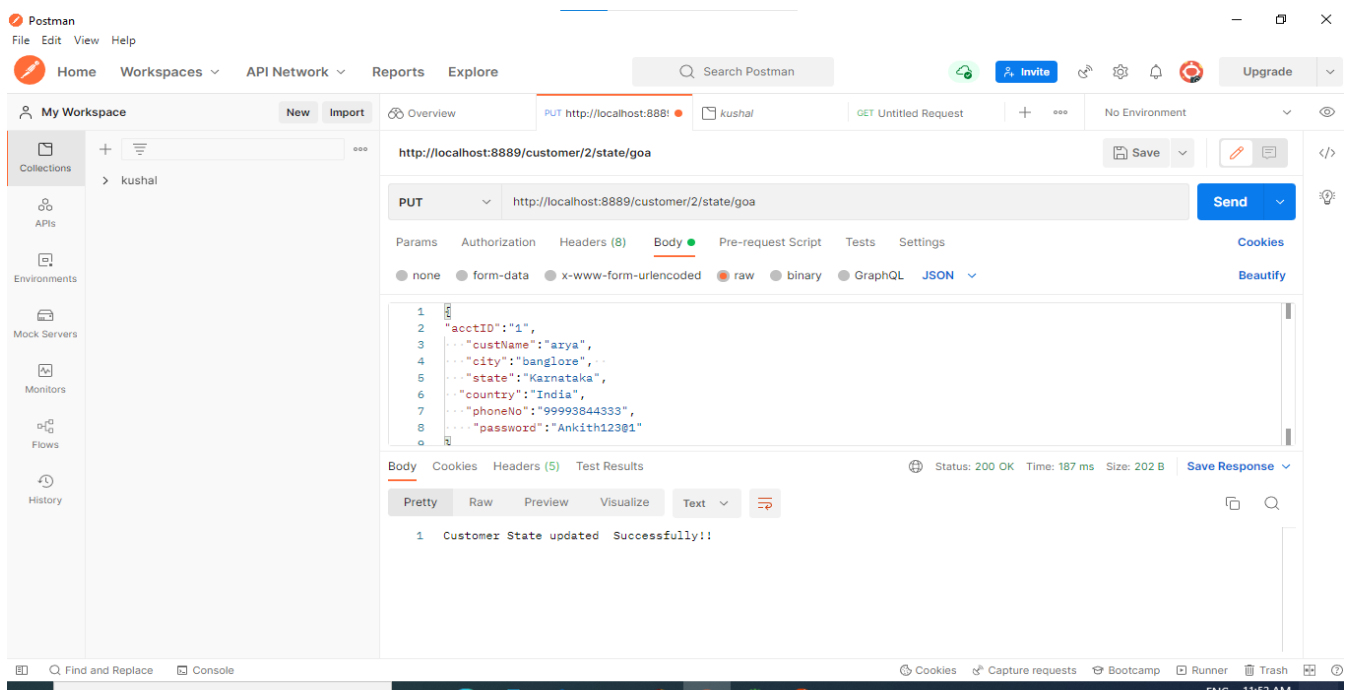 Postman
File Edit View Help
Home Workspaces API Network Reports Explore Search Postman Invite Upgrade
My Workspace New Import Overview PUT http://localhost:888 kushal GET Untitled Request No Environment
Collections
kushal
http://localhost:8889/customer/2/state/goa Save
APIs
PUT http://localhost:8889/customer/2/state/goa Send
Environments
Params Authorization Headers (8) Body Pre-request Script Tests Settings Cookies
none form-data x-www-form-urlencoded raw binary GraphQL JSON Beautify
Mock Servers
1 {
2 "acctID":"1",
3 "custName":"arya",
4 "city":"banglore",
5 "state":"Karnataka",
6 "country":"India",
7 "phoneNo":"99993844333",
8 "password":"Ankith123@1"
9 }
Monitors
Flows
History
Body Cookies Headers (5) Test Results Status: 200 OK Time: 187 ms Size: 202 B Save Response
Pretty Raw Preview Visualize Text
1 Customer State updated  Successfully!!
Find and Replace Console Cookies Capture requests Bootcamp Runner Trash
ENG 11:52 AM